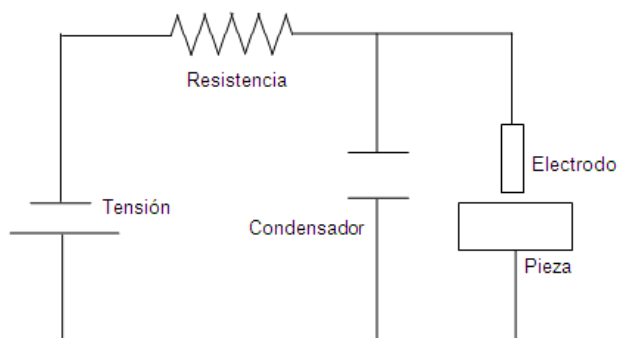 Resistencia
Electrodo
Tensión
Condensador
Pieza